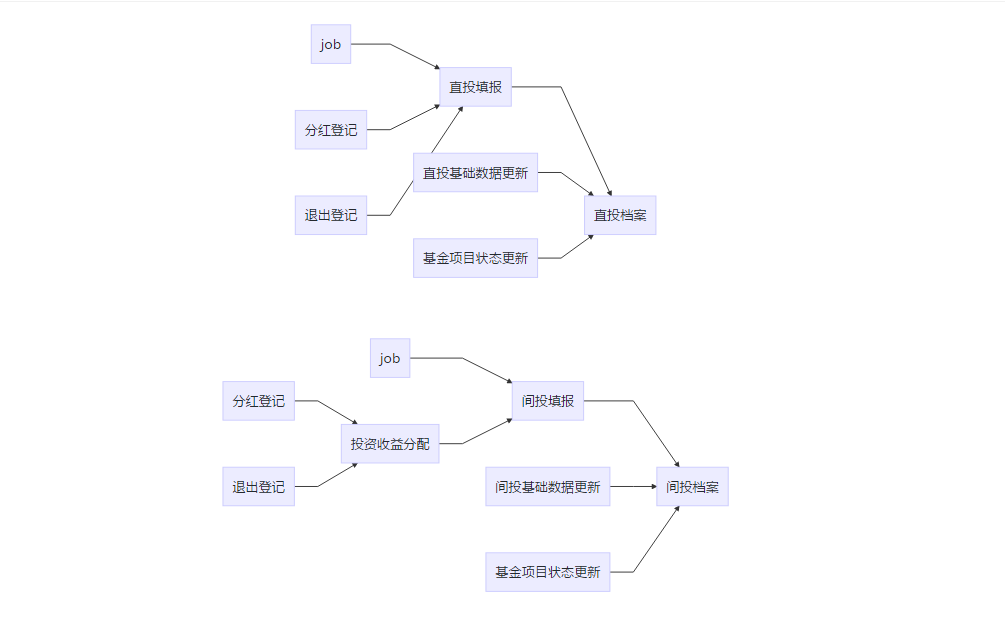 job
直投填报
分红登记
直投基础数据更新
退出登记
直投档案
基金项目状态更新
job
分红登记
间投填报
投资收益分配
退出登记
间投基础数据更新
间投档案
基金项目状态更新